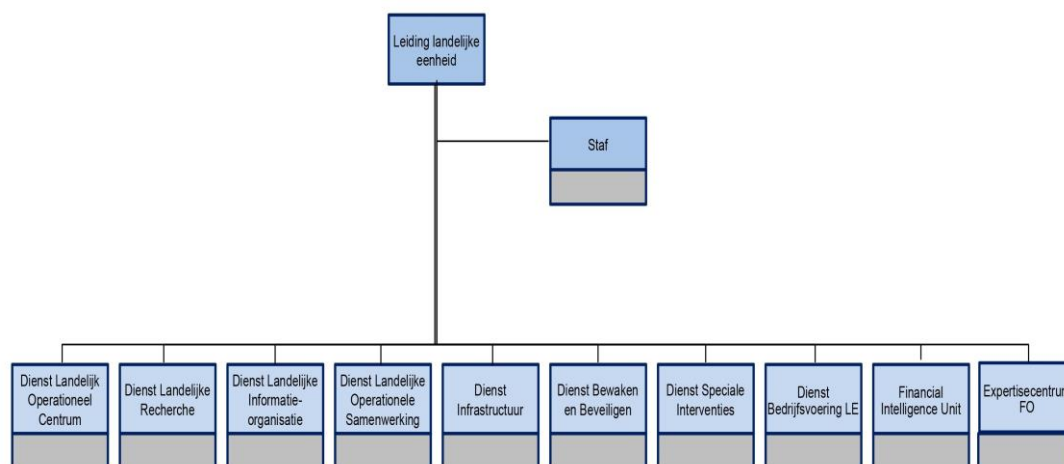 Leiding landelijke
eenheid
Staf
Dienst Landelijk
Operationeel
Centrum
Dienst Landelijke
Recherche
Dienst Landelijke
Informatie-
organisatie
Dienst Landelijke
Operationele
Samenwerking
Dienst
Infrastructuur
Dienst Bewaken
en Beveiligen
Dienst Speciale
Interventies
Dienst
Bedrijfsvoering LE
Financial
Intelligence Unit
Expertisecentrum
FO